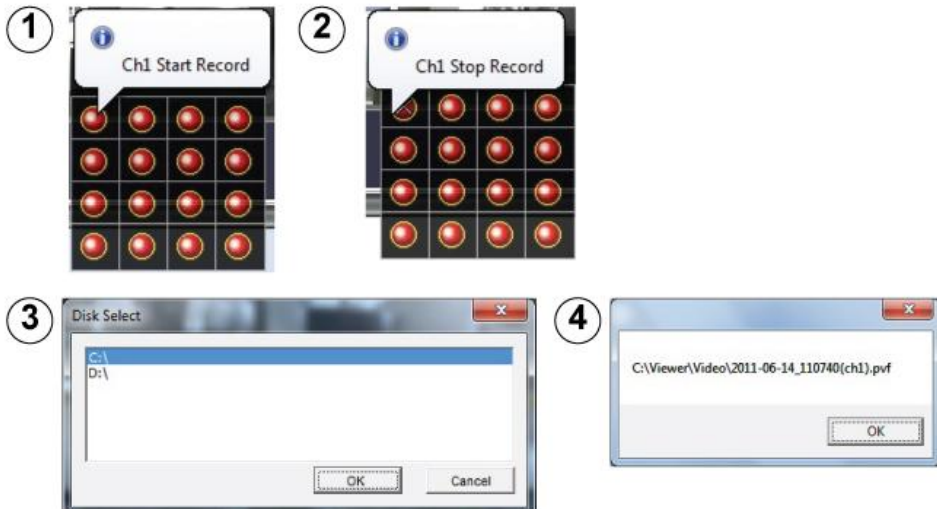 1
Ch1 Start Record
2
Ch1 Stop Record
3
Disk Select
C:\
D:\
OK
Cancel
4
C:\Viewer\Video\2011-06-14_110740(ch1).pvf
OK